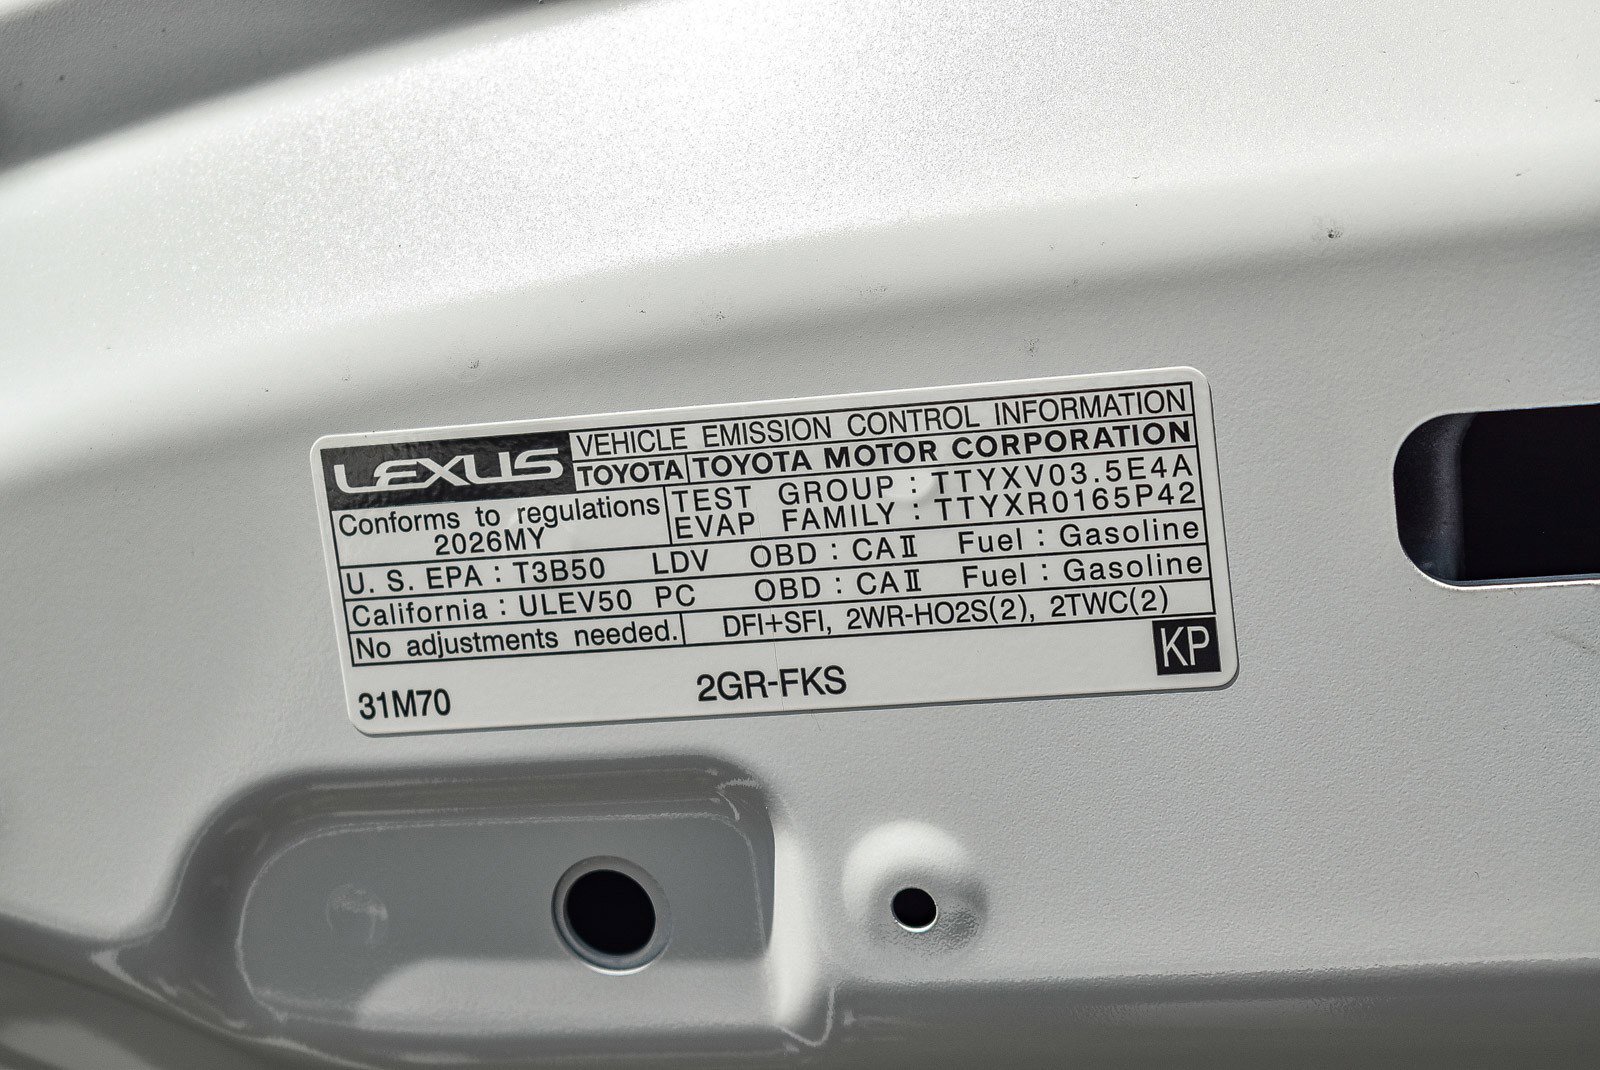 LEXUS VEHICLE EMISSION CONTROL INFORMATION
TOYOTA TOYOTA MOTOR CORPORATION
Conforms to regulations
2026MY
TEST GROUP : TTYXV03.5E4A
EVAP FAMILY : TTYXR0165P42
U. S. EPA : T3B50 LDV OBD : CAⅡ Fuel : Gasoline
California : ULEV50 PC OBD : CAⅡ Fuel : Gasoline
No adjustments needed. DFI+SFI, 2WR-HO2S(2), 2TWC(2)
31M70 2GR-FKS KP